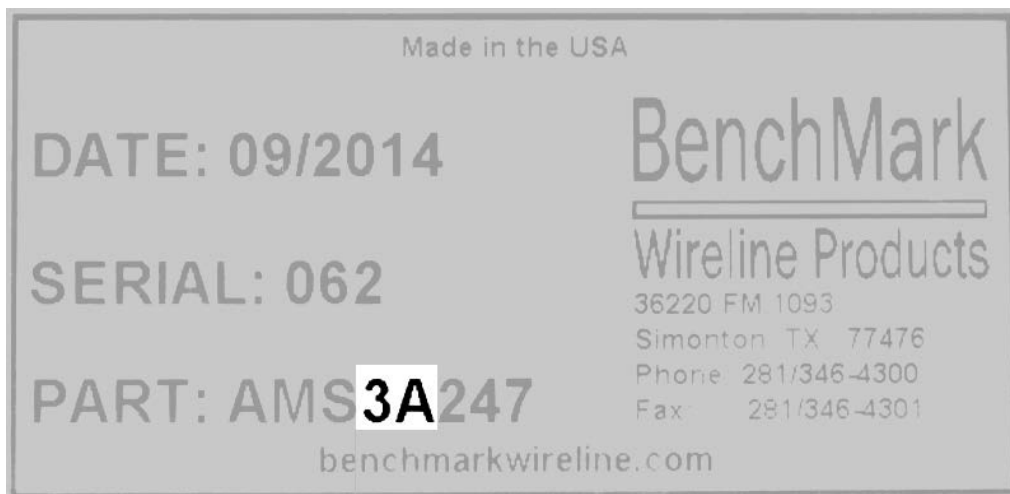 Made in the USA
DATE: 09/2014
SERIAL: 062
PART: AMS3A247
BenchMark
Wireline Products
36220 FM 1093
Simonton TX 77476
Phone 281/346-4300
Fax: 281/346-4301
benchmarkwireline.com